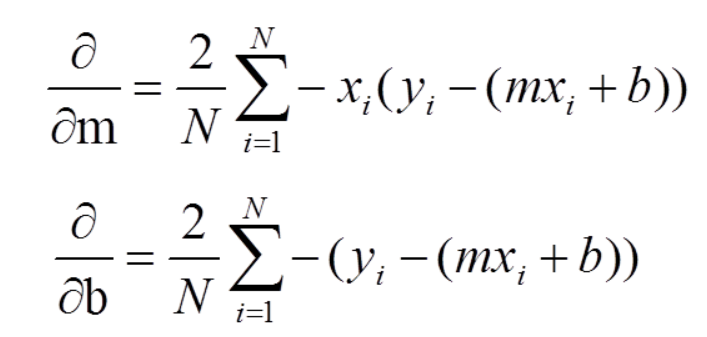 ∂/∂m = 2/N ∑_{i=1}^{N} − x_i(y_i − (mx_i + b))
∂/∂b = 2/N ∑_{i=1}^{N} −(y_i − (mx_i + b))